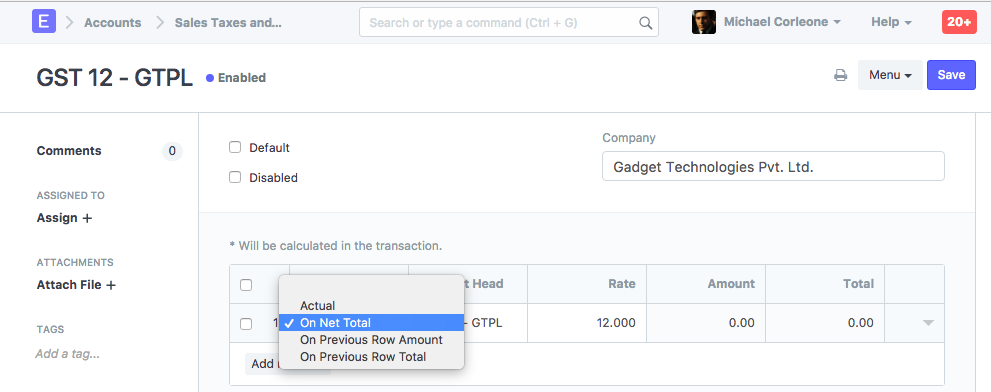 E Accounts Sales Taxes and... Search or type a command (Ctrl + G) Michael Corleone Help 20+
GST 12 - GTPL Enabled Menu Save
Comments 0
Default
Disabled
Company
Gadget Technologies Pvt. Ltd.
ASSIGNED TO
Assign +
ATTACHMENTS
Attach File +
TAGS
Add a tag...
* Will be calculated in the transaction.
t Head Rate Amount Total
1 - GTPL 12.000 0.00 0.00
Actual
✓ On Net Total
On Previous Row Amount
On Previous Row Total
Add